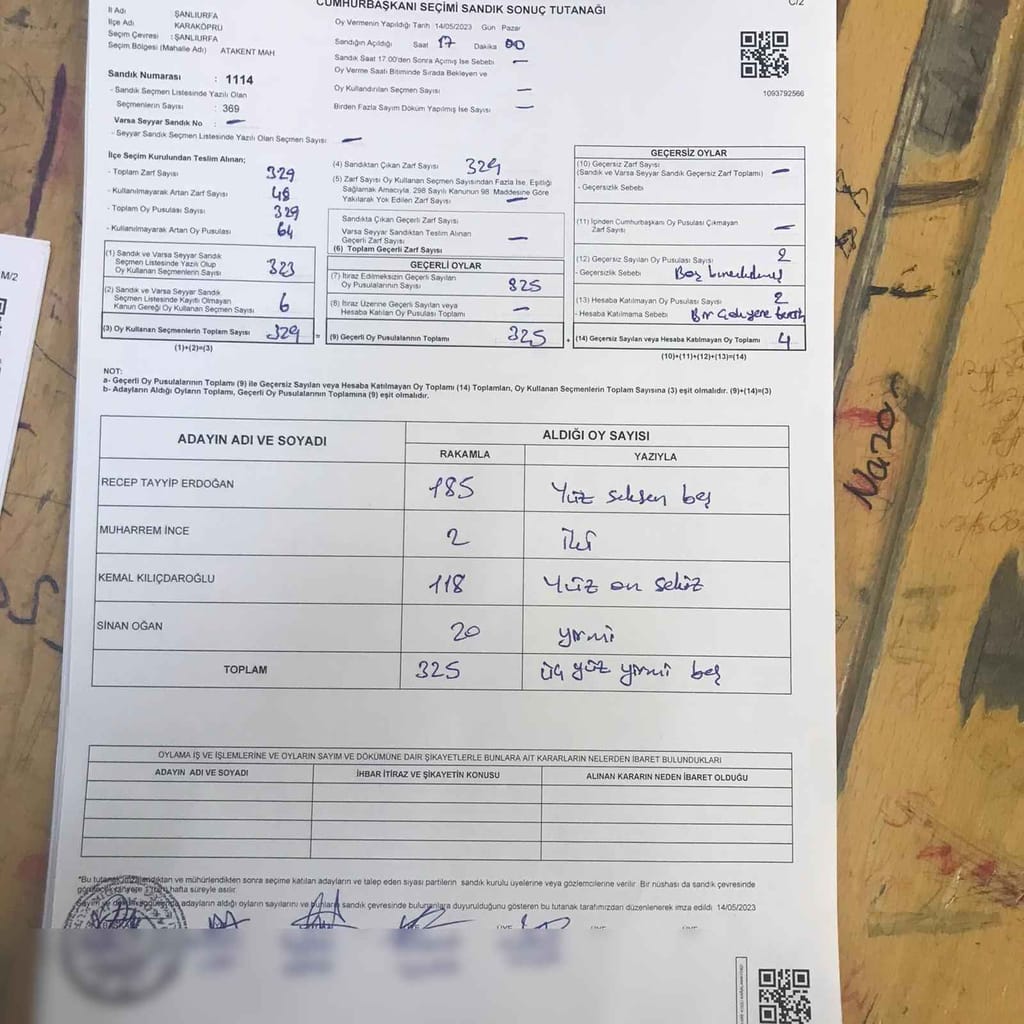 CUMHURBAŞKANI SEÇİMİ SANDIK SONUÇ TUTANAĞI
C/2
İl Adı ŞANLIURFA
İlçe Adı KARAKÖPRÜ
Seçim Çevresi : ŞANLIURFA
Seçim Bölgesi (Mahalle Adı) ATAKENT MAH
Sandık Numarası : 1114
- Sandık Seçmen Listesinde Yazılı Olan
Seçmenlerin Sayısı : 369
Varsa Seyyar Sandık No : —
- Seyyar Sandık Seçmen Listesinde Yazılı Olan Seçmen Sayısı : —
Oy Vermenin Yapıldığı Tarih 14/05/2023 Gün Pazar
Sandığın Açıldığı Saat 17 Dakika 00
Sandık Saat 17.00'den Sonra Açmış İse Sebebi —
Oy Verme Saati Bitiminde Sırada Bekleyen ve
Oy Kullandırılan Seçmen Sayısı —
Birden Fazla Sayım Döküm Yapılmış İse Sayısı —
1093792566
İlçe Seçim Kurulundan Teslim Alınan;
- Toplam Zarf Sayısı 329
- Kullanılmayarak Artan Zarf Sayısı 48
- Toplam Oy Pusulası Sayısı 329
- Kullanılmayarak Artan Oy Pusulası 64
(1) Sandık ve Varsa Seyyar Sandık
Seçmen Listesinde Yazılı Olup
Oy Kullanan Seçmenlerin Sayısı 323
(2) Sandık ve Varsa Seyyar Sandık
Seçmen Listesinde Kayıtlı Olmayan
Kanun Gereği Oy Kullanan Seçmen Sayısı 6
(3) Oy Kullanan Seçmenlerin Toplam Sayısı 329 =
(1)+(2)=(3)
(4) Sandıktan Çıkan Zarf Sayısı 329
(5) Zarf Sayısı Oy Kullanan Seçmen Sayısından Fazla İse, Eşitliği
Sağlamak Amacıyla, 298 Sayılı Kanunun 98. Maddesine Göre
Yakılarak Yok Edilen Zarf Sayısı —
Sandıkta Çıkan Geçerli Zarf Sayısı
Varsa Seyyar Sandıktan Teslim Alınan
Geçerli Zarf Sayısı —
(6) Toplam Geçerli Zarf Sayısı
GEÇERLİ OYLAR
(7) İtiraz Edilmeksizin Geçerli Sayılan
Oy Pusulalarının Sayısı 325
(8) İtiraz Üzerine Geçerli Sayılan veya
Hesaba Katılan Oy Pusulası Toplamı —
(9) Geçerli Oy Pusulalarının Toplamı 325 +
GEÇERSİZ OYLAR
(10) Geçersiz Zarf Sayısı
(Sandık ve Varsa Seyyar Sandık Geçersiz Zarf Toplamı) —
- Geçersizlik Sebebi
(11) İçinden Cumhurbaşkanı Oy Pusulası Çıkmayan
Zarf Sayısı —
(12) Geçersiz Sayılan Oy Pusulası Sayısı 2
- Geçersizlik Sebebi Boş
(13) Hesaba Katılmayan Oy Pusulası Sayısı 2
- Hesaba Katılmama Sebebi
(14) Geçersiz Sayılan veya Hesaba Katılmayan Oy Toplamı 4
(10)+(11)+(12)+(13)=(14)
NOT:
a- Geçerli Oy Pusulalarının Toplamı (9) ile Geçersiz Sayılan veya Hesaba Katılmayan Oy Toplamı (14) Toplamları, Oy Kullanan Seçmenlerin Toplam Sayısına (3) eşit olmalıdır. (9)+(14)=(3)
b- Adayların Aldığı Oyların Toplamı, Geçerli Oy Pusulalarının Toplamına (9) eşit olmalıdır.
ADAYIN ADI VE SOYADI ALDIĞI OY SAYISI
RAKAMLA YAZIYLA
RECEP TAYYİP ERDOĞAN 185 Yüz seksen beş
MUHARREM İNCE 2 iki
KEMAL KILIÇDAROĞLU 118 Yüz on sekiz
SİNAN OĞAN 20 yirmi
TOPLAM 325 üç yüz yirmi beş
OYLAMA İŞ VE İŞLEMLERİNE VE OYLARIN SAYIM VE DÖKÜMÜNE DAİR ŞİKAYETLERLE BUNLARA AİT KARARLARIN NELERDEN İBARET BULUNDUKLARI
ADAYIN ADI VE SOYADI İHBAR İTİRAZ VE ŞİKAYETİN KONUSU ALINAN KARARIN NEDEN İBARET OLDUĞU
*Bu tutanak imzalandıktan ve mühürlendikten sonra seçime katılan adayların ve talep eden siyasi partilerin sandık kurulu üyelerine veya gözlemcilerine verilir. Bir nüshası da sandık çevresinde
hafta süreyle asılır.
Sayım ve döküm adayların aldığı oyların sayılarını ve bunların sandık çevresinde bulunanlara duyurulduğunu gösteren bu tutanak tarafımızdan düzenlenerek imza edildi. 14/05/2023
M/2
Nazar